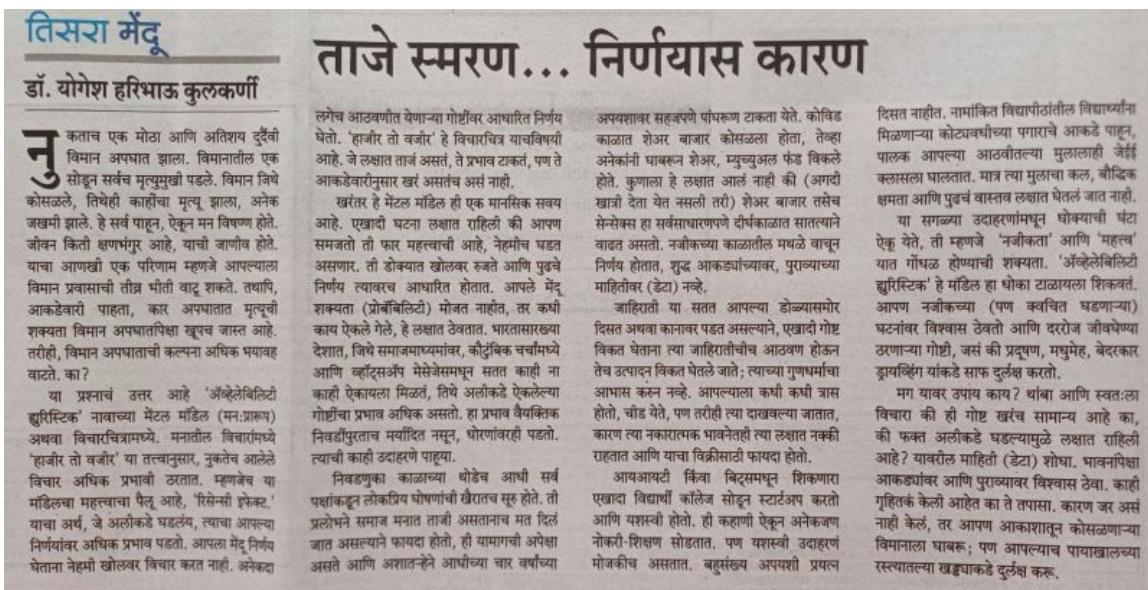 तिसरा मेंदू
डॉ. योगेश हरिभाऊ कुलकर्णी
ताजे स्मरण... निर्णयास कारण
नुकताच एक मोठा आणि अतिशय दुर्दैवी
विमान अपघात झाला. विमानातील एक
सोडून सर्वच मृत्युमुखी पडले. विमान जिथे
कोसळले, तिथेही काहींचा मृत्यू झाला, अनेक
जखमी झाले. हे सर्व पाहून, ऐकून मन विषण्ण होते.
जीवन किती क्षणभंगुर आहे, याची जाणीव होते.
याचा आणखी एक परिणाम म्हणजे आपल्याला
विमान प्रवासाची तीव्र भीती वाटू शकते. तथापि,
आकडेवारी पाहता, कार अपघातात मृत्यूची
शक्यता विमान अपघातापेक्षा खूपच जास्त आहे.
तरीही, विमान अपघाताची कल्पना अधिक भयावह
वाटते. का?
या प्रश्नाचं उत्तर आहे 'ॲव्हेलेबिलिटी
ह्युरिस्टिक' नावाच्या मेंटल मॉडेल (मन:प्रारूप)
अथवा विचारचित्रामध्ये. मनातील विचारांमध्ये
'हाजीर तो वजीर' या तत्त्वानुसार, नुकतेच आलेले
विचार अधिक प्रभावी ठरतात. म्हणजेच या
मॉडेलचा महत्त्वाचा पैलू आहे, 'रिसेन्सी इफेक्ट.'
याचा अर्थ, जे अलीकडे घडलंय, त्याचा आपल्या
निर्णयांवर अधिक प्रभाव पडतो. आपला मेंदू निर्णय
घेताना नेहमी खोलवर विचार करत नाही. अनेकदा
लगेच आठवणीत येणाऱ्या गोष्टींवर आधारित निर्णय
घेतो. 'हाजीर तो वजीर' हे विचारचित्र याचविषयी
आहे. जे लक्षात ताजं असतं, ते प्रभाव टाकतं, पण ते
आकडेवारीनुसार खरं असतंच असं नाही.
खरंतर हे मेंटल मॉडेल ही एक मानसिक सवय
आहे. एखादी घटना लक्षात राहिली की आपण
समजतो ती फार महत्त्वाची आहे, नेहमीच घडत
असणार. ती डोक्यात खोलवर रुजते आणि पुढचे
निर्णय त्यावरच आधारित होतात. आपले मेंदू
शक्यता (प्रोबॅबिलिटी) मोजत नाहीत, तर कधी
काय ऐकले गेले, हे लक्षात ठेवतात. भारतासारख्या
देशात, जिथे समाजमाध्यमांवर, कौटुंबिक चर्चांमध्ये
आणि व्हॉट्सॲप मेसेजेसमधून सतत काही ना
काही ऐकायला मिळतं, तिथे अलीकडे ऐकलेल्या
गोष्टींचा प्रभाव अधिक असतो. हा प्रभाव वैयक्तिक
निवडींपुरताच मर्यादित नसून, धोरणांवरही पडतो.
त्याची काही उदाहरणे पाहूया.
निवडणुका काळाच्या थोडेच आधी सर्व
पक्षांकडून लोकप्रिय घोषणांची खैरातच सुरू होते. ती
प्रलोभने समाज मनात ताजी असतानाच मत दिलं
जात असल्याने फायदा होतो, ही यामागची अपेक्षा
असते आणि अशातऱ्हेने आधीच्या चार वर्षांच्या
अपयशावर सहजपणे पांघरूण टाकता येते. कोविड
काळात शेअर बाजार कोसळला होता, तेव्हा
अनेकांनी घाबरून शेअर, म्युच्युअल फंड विकले
होते. कुणाला हे लक्षात आलं नाही की (अगदी
खात्री देता येत नसली तरी) शेअर बाजार तसेच
सेन्सेक्स हा सर्वसाधारणपणे दीर्घकाळात सातत्याने
वाढत असतो. नजीकच्या काळातील मथळे वाचून
निर्णय होतात, शुद्ध आकड्यांच्यावर, पुराव्याच्या
माहितीवर (डेटा) नव्हे.
जाहिराती या सतत आपल्या डोळ्यासमोर
दिसत अथवा कानावर पडत असल्याने, एखादी गोष्ट
विकत घेताना त्या जाहिरातीचीच आठवण होऊन
तेच उत्पादन विकत घेतले जाते; त्याच्या गुणधर्माचा
आभास करुन नव्हे. आपल्याला कधी कधी त्रास
होतो, चीड येते, पण तरीही त्या दाखवल्या जातात,
कारण त्या नकारात्मक भावनेतही त्या लक्षात नक्की
राहतात आणि याचा विक्रीसाठी फायदा होतो.
आयआयटी किंवा बिट्समधून शिकणारा
एखादा विद्यार्थी कॉलेज सोडून स्टार्टअप करतो
आणि यशस्वी होतो. ही कहाणी ऐकून अनेकजण
नोकरी-शिक्षण सोडतात. पण यशस्वी उदाहरणं
मोजकीच असतात. बहुसंख्य अपयशी प्रयत्न
दिसत नाहीत. नामांकित विद्यापीठांतील विद्यार्थ्यांना
मिळणाऱ्या कोट्यवधीच्या पगाराचे आकडे पाहून,
पालक आपल्या आठवीतल्या मुलालाही जेईई
क्लासला घालतात. मात्र त्या मुलाचा कल, बौद्धिक
क्षमता आणि पुढचं वास्तव लक्षात घेतलं जात नाही.
या सगळ्या उदाहरणांमधून धोक्याची घंटा
ऐकू येते, ती म्हणजे 'नजीकता' आणि 'महत्त्व'
यात गोंधळ होण्याची शक्यता. 'ॲव्हेलेबिलिटी
ह्युरिस्टिक' हे मॉडेल हा धोका टाळायला शिकवतं.
आपण नजीकच्या (पण क्वचित घडणाऱ्या)
घटनांवर विश्वास ठेवतो आणि दररोज जीवघेण्या
ठरणाऱ्या गोष्टी, जसं की प्रदूषण, मधुमेह, बेदरकार
ड्रायव्हिंग यांकडे साफ दुर्लक्ष करतो.
मग यावर उपाय काय? थांबा आणि स्वत:ला
विचारा की ही गोष्ट खरंच सामान्य आहे का,
की फक्त अलीकडे घडल्यामुळे लक्षात राहिली
आहे? यावरील माहिती (डेटा) शोधा. भावनांपेक्षा
आकड्यांवर आणि पुराव्यावर विश्वास ठेवा. काही
गृहितकं केली आहेत का ते तपासा. कारण जर असं
नाही केलं, तर आपण आकाशातून कोसळणाऱ्या
विमानाला घाबरू; पण आपल्याच पायाखालच्या
रस्त्यातल्या खड्ड्याकडे दुर्लक्ष करू.